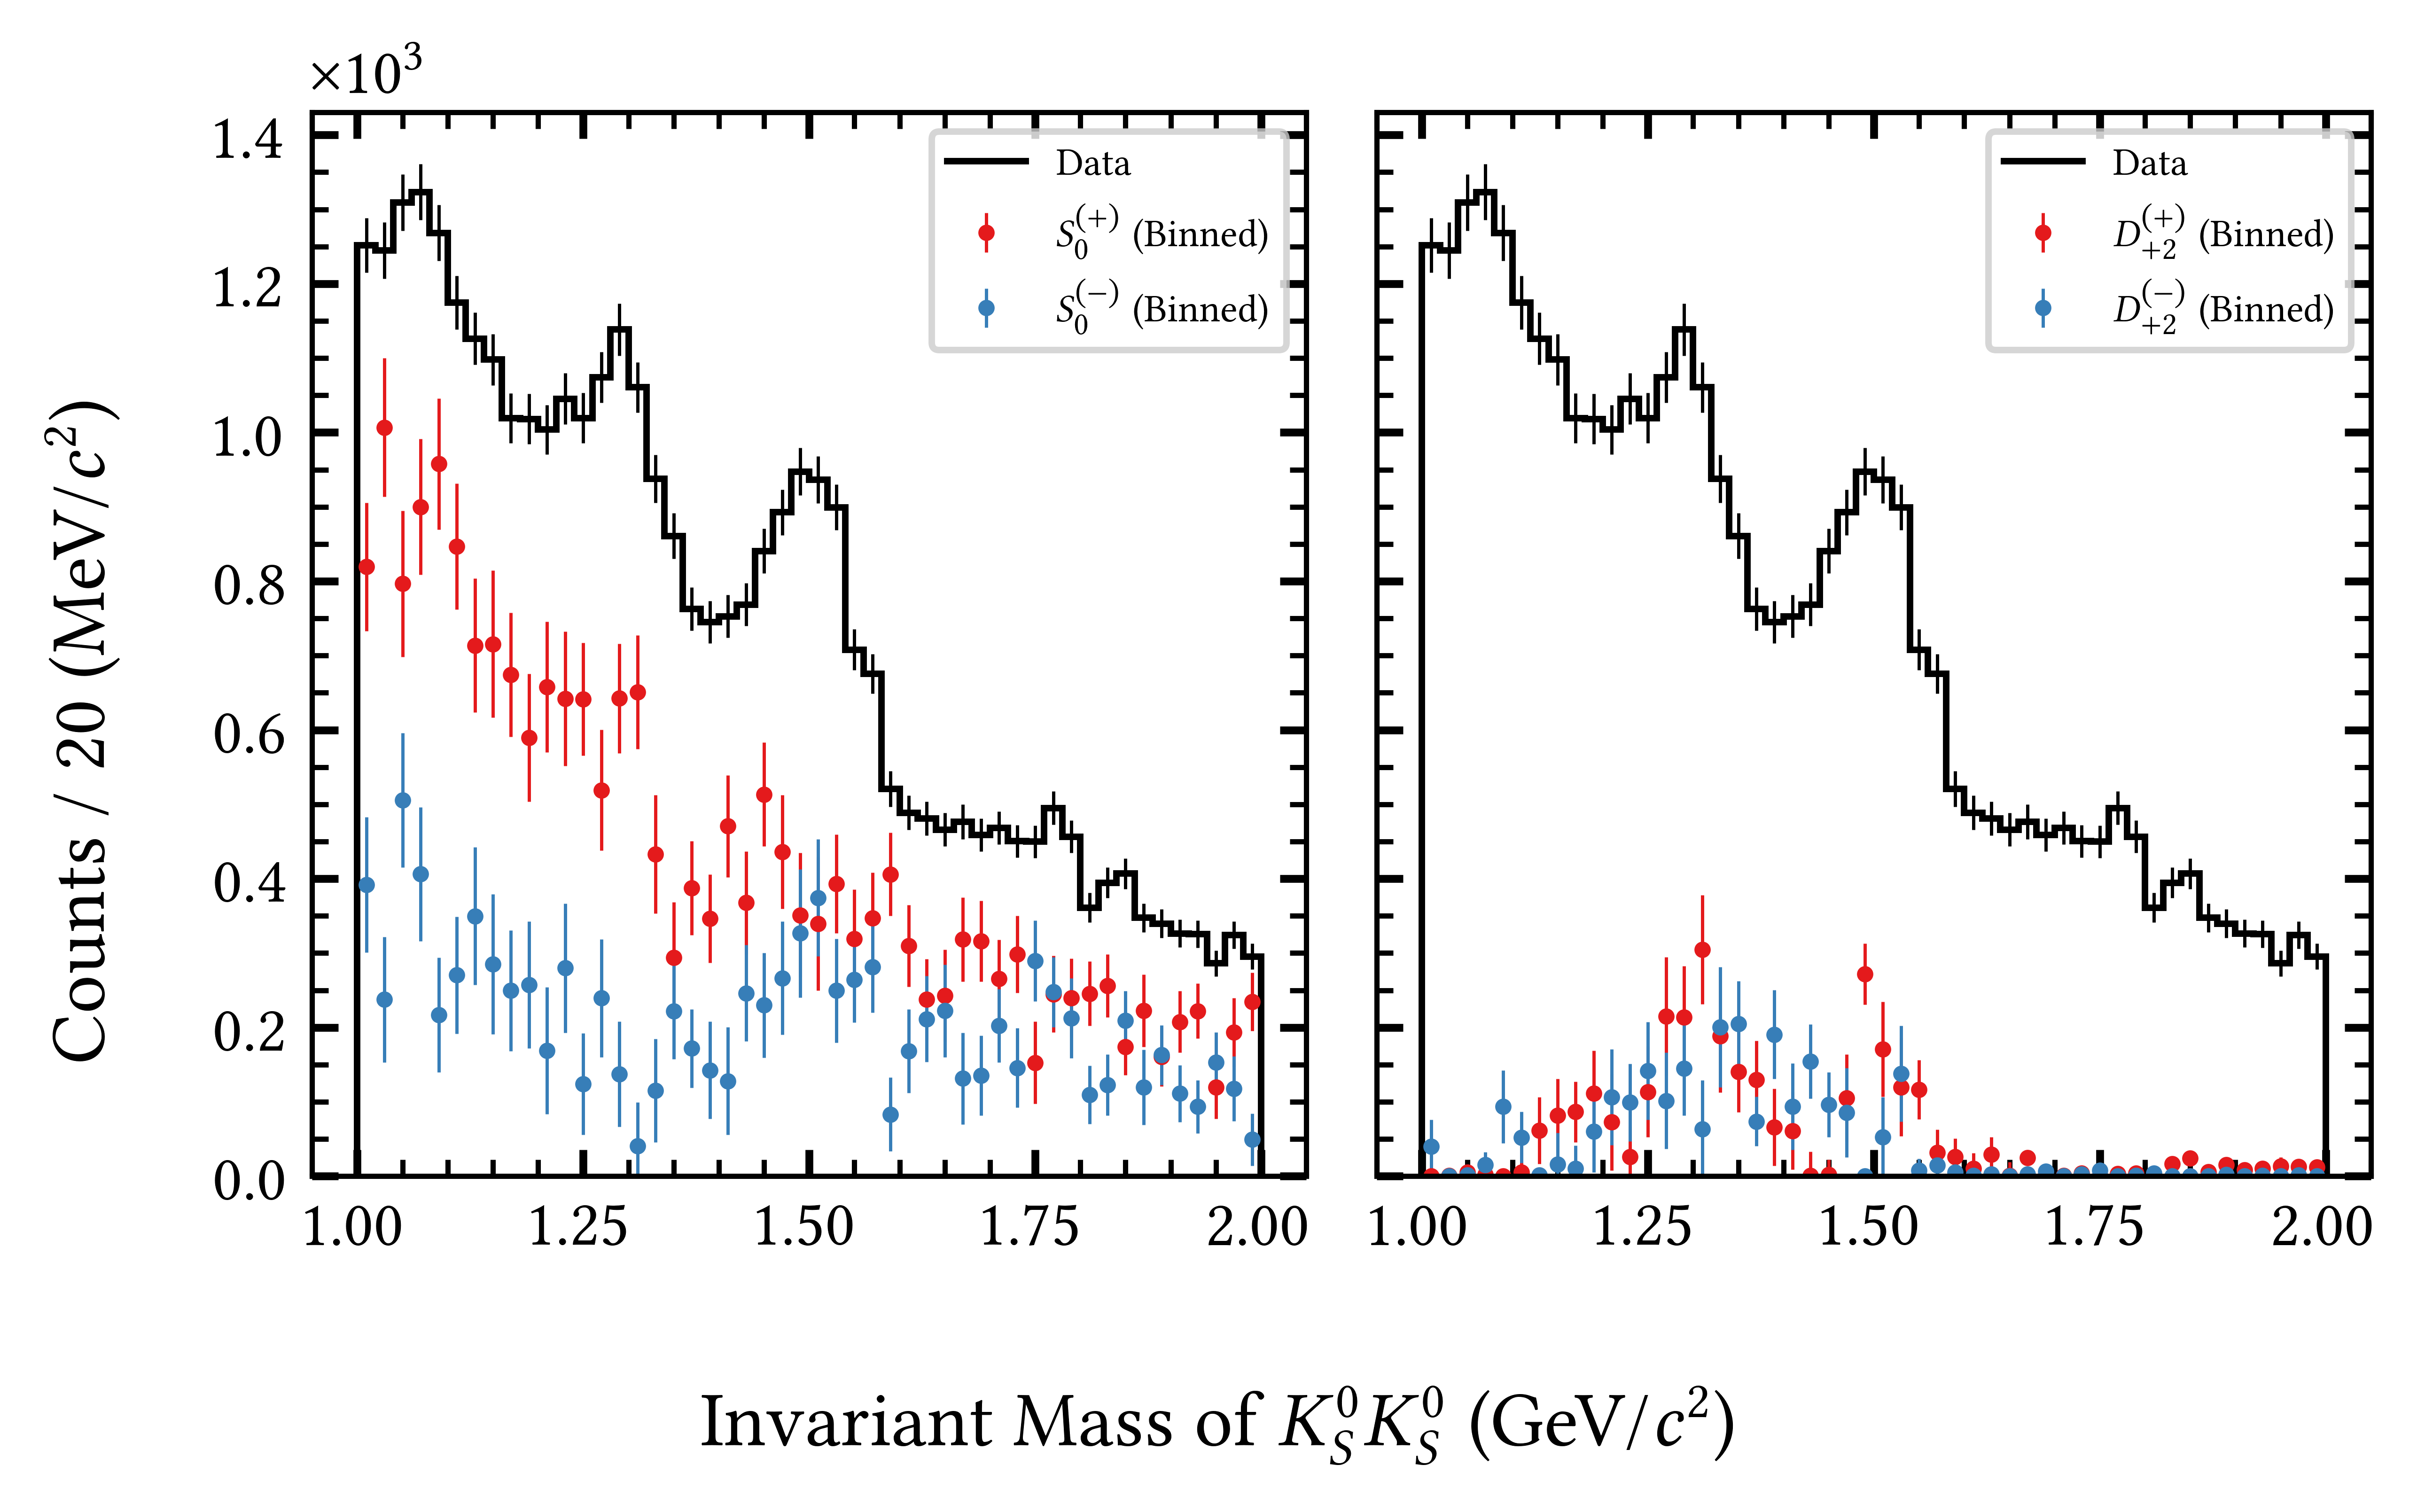 ×10³
Counts / 20 (MeV/c²)
1.4
1.2
1.0
0.8
0.6
0.4
0.2
0.0
Data
S₀⁽⁺⁾ (Binned)
S₀⁽⁻⁾ (Binned)
1.00 1.25 1.50 1.75 2.00
Data
D₊₂⁽⁺⁾ (Binned)
D₊₂⁽⁻⁾ (Binned)
1.00 1.25 1.50 1.75 2.00
Invariant Mass of K_S⁰K_S⁰ (GeV/c²)